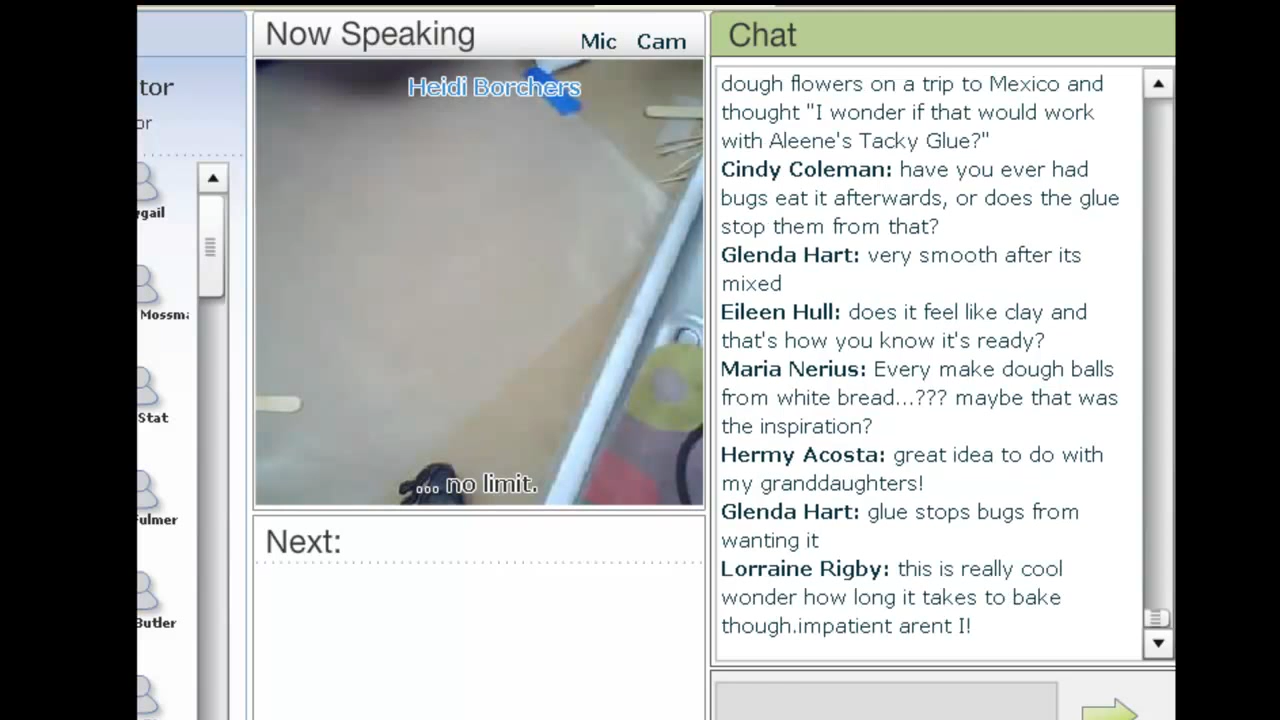 tor
or
ygail
Mossma
Stat
ulmer
Butler
Now Speaking
Mic Cam
Heidi Borchers
... no limit.
Next:
Chat
dough flowers on a trip to Mexico and
thought "I wonder if that would work
with Aleene's Tacky Glue?"
Cindy Coleman: have you ever had
bugs eat it afterwards, or does the glue
stop them from that?
Glenda Hart: very smooth after its
mixed
Eileen Hull: does it feel like clay and
that's how you know it's ready?
Maria Nerius: Every make dough balls
from white bread...??? maybe that was
the inspiration?
Hermy Acosta: great idea to do with
my granddaughters!
Glenda Hart: glue stops bugs from
wanting it
Lorraine Rigby: this is really cool
wonder how long it takes to bake
though.impatient arent I!